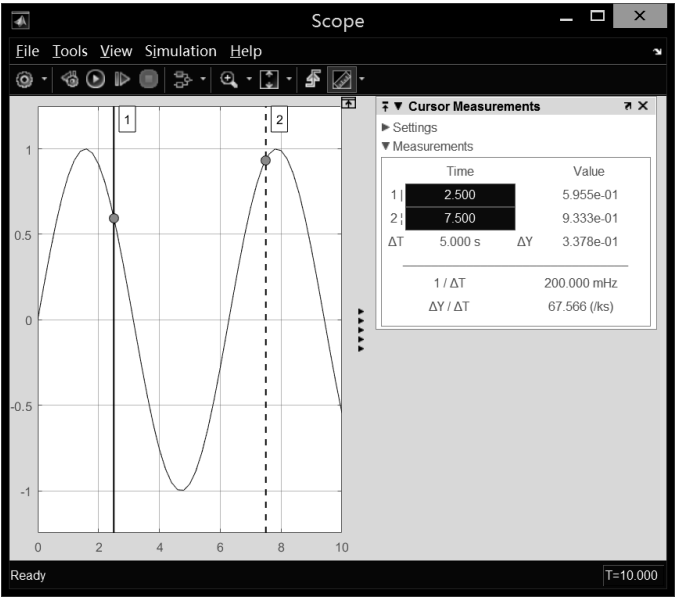 Scope
File Tools View Simulation Help
1
2
1
0.5
0
-0.5
-1
0 2 4 6 8 10
Cursor Measurements
Settings
Measurements
Time Value
1 | 2.500 5.955e-01
2 ¦ 7.500 9.333e-01
ΔT 5.000 s ΔY 3.378e-01
1 / ΔT 200.000 mHz
ΔY / ΔT 67.566 (/ks)
Ready T=10.000